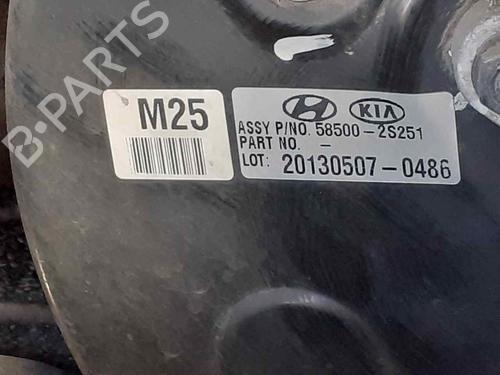 M25
KIA
ASSY P/NO. 58500-2S251
PART NO. -
LOT: 20130507-0486
B-PARTS